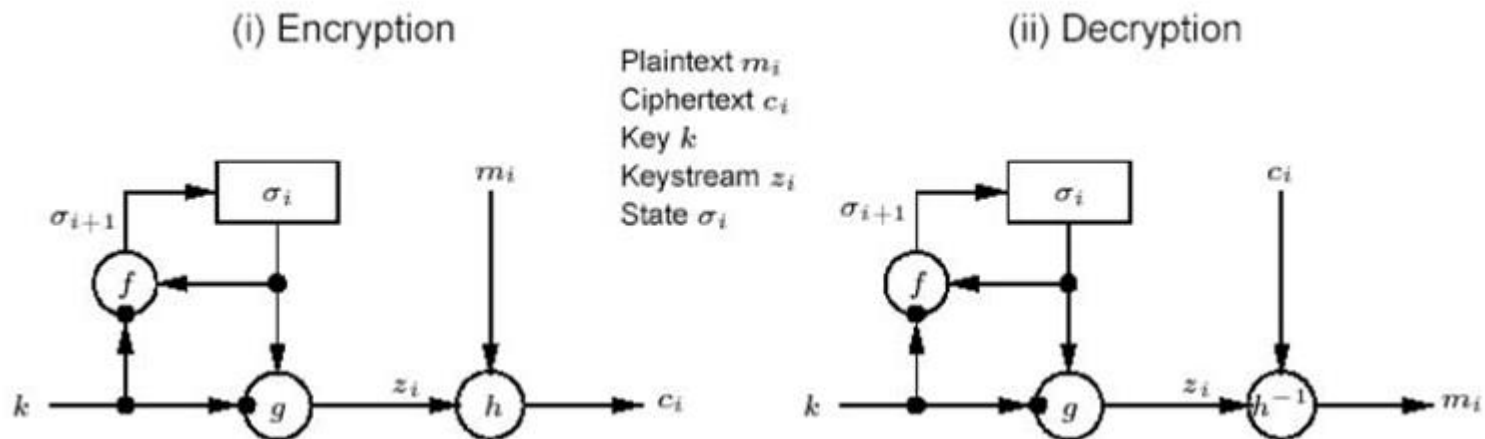 (i) Encryption
Plaintext m_i
Ciphertext c_i
Key k
Keystream z_i
State σ_i
(ii) Decryption
σ_i
m_i
σ_{i+1}
f
k
g
z_i
h
c_i
σ_i
c_i
σ_{i+1}
f
k
g
z_i
h^{-1}
m_i